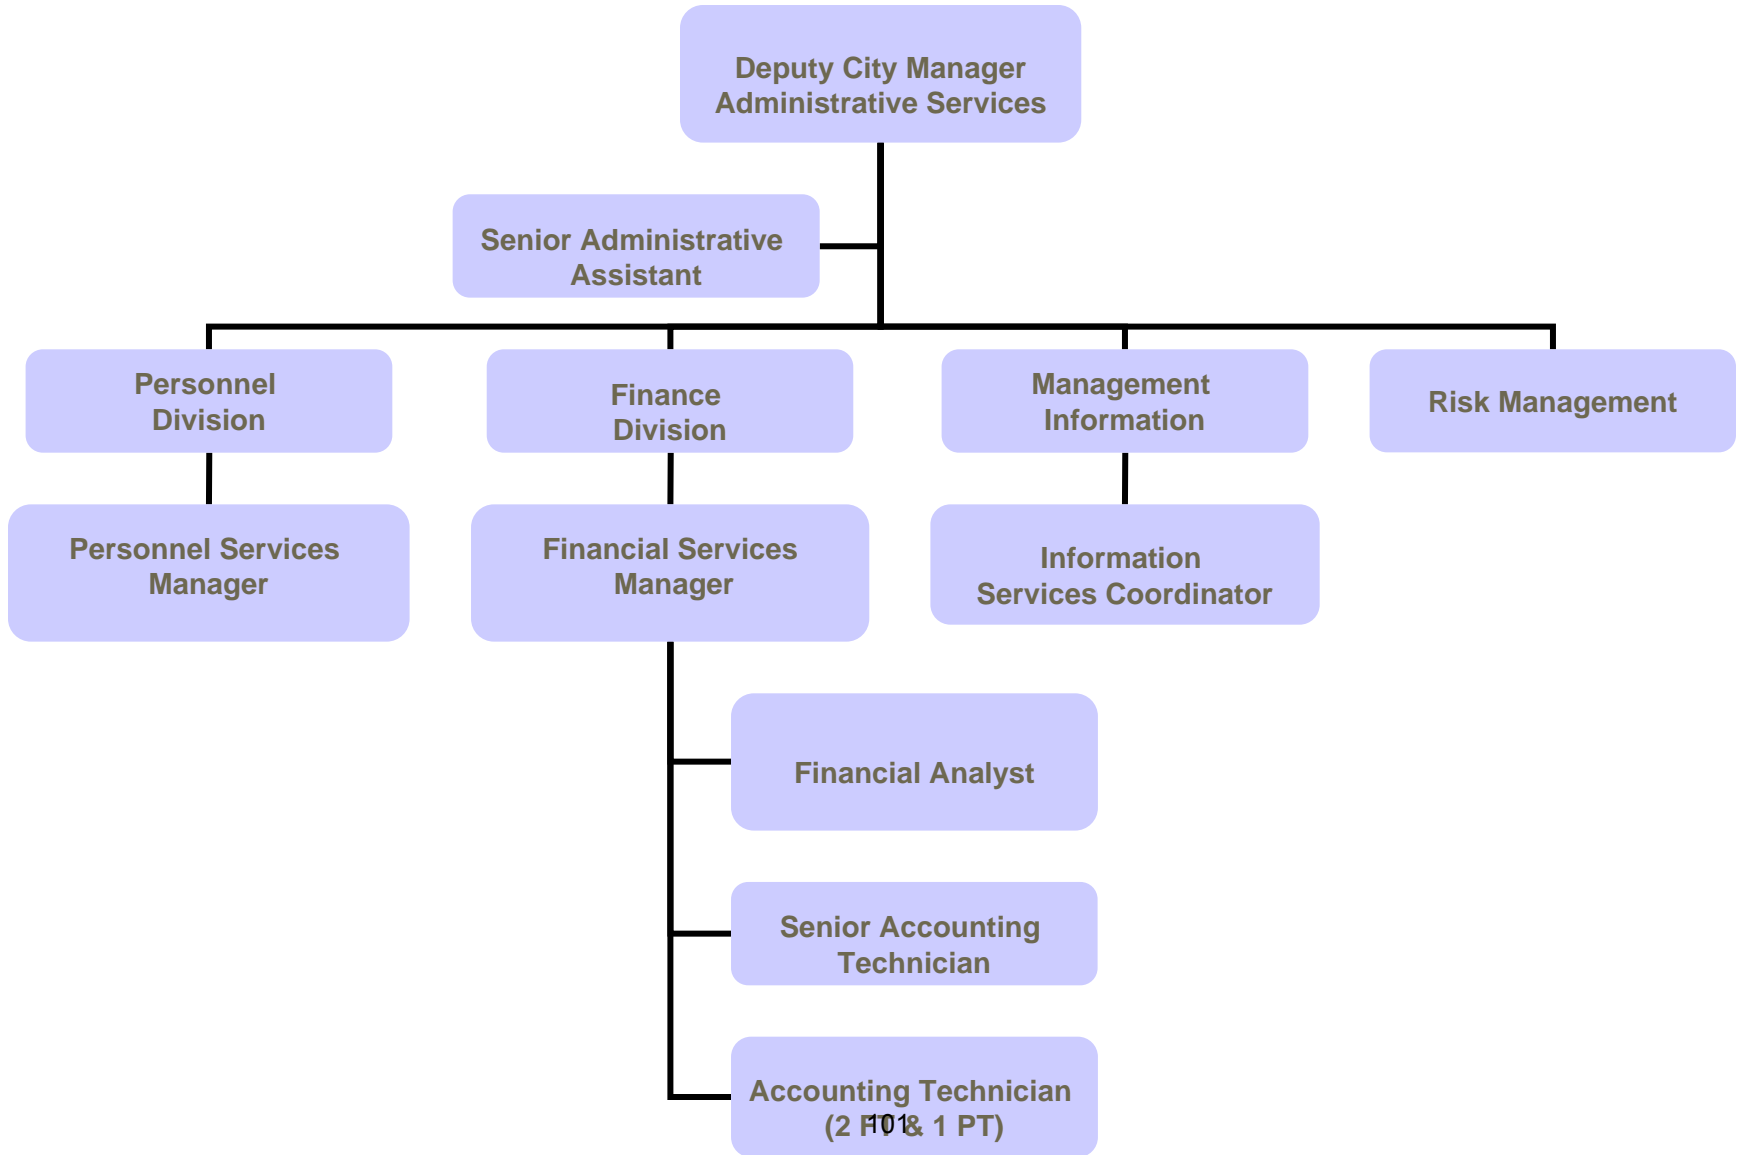 Deputy City Manager
Administrative Services
Senior Administrative
Assistant
Personnel
Division
Finance
Division
Management
Information
Risk Management
Personnel Services
Manager
Financial Services
Manager
Information
Services Coordinator
Financial Analyst
Senior Accounting
Technician
Accounting Technician
(2 FT & 1 PT)
101